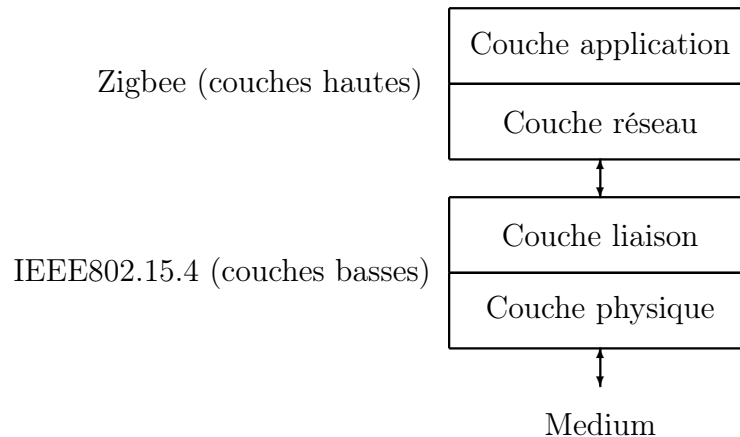 Couche application
Zigbee (couches hautes)
Couche réseau
Couche liaison
IEEE802.15.4 (couches basses)
Couche physique
Medium